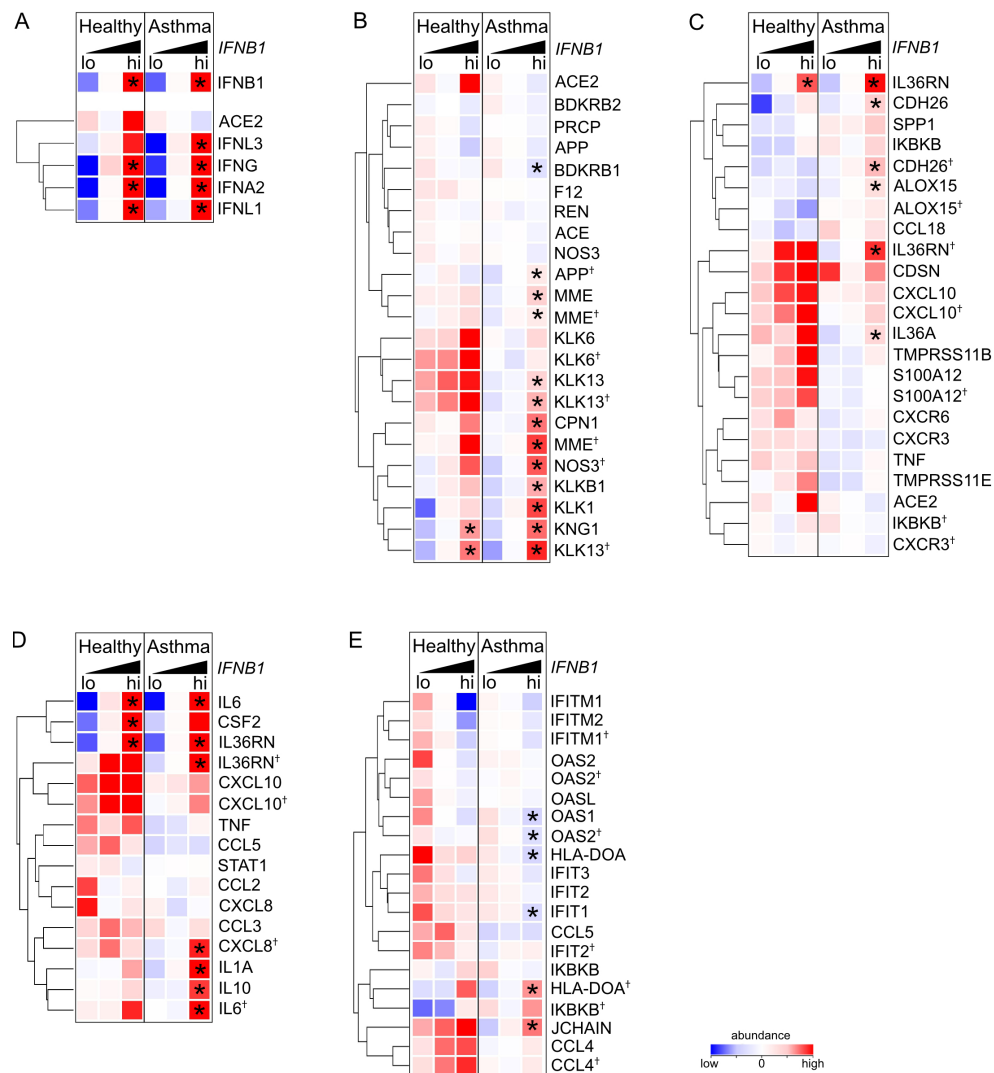 A
Healthy Asthma
IFNB1
lo hi lo hi
* * IFNB1
ACE2
* IFNL3
* * IFNG
* * IFNA2
* * IFNL1
B
Healthy Asthma
IFNB1
lo hi lo hi
ACE2
BDKRB2
PRCP
APP
* BDKRB1
F12
REN
ACE
NOS3
* APP†
* MME
* MME†
KLK6
KLK6†
* KLK13
* KLK13†
* CPN1
* MME†
* NOS3†
* KLKB1
* KLK1
* * KNG1
* * KLK13†
C
Healthy Asthma
IFNB1
lo hi lo hi
* * IL36RN
* CDH26
SPP1
IKBKB
* CDH26†
* ALOX15
ALOX15†
CCL18
* IL36RN†
CDSN
CXCL10
CXCL10†
* IL36A
TMPRSS11B
S100A12
S100A12†
CXCR6
CXCR3
TNF
TMPRSS11E
ACE2
IKBKB†
CXCR3†
D
Healthy Asthma
IFNB1
lo hi lo hi
* * IL6
* CSF2
* * IL36RN
* IL36RN†
CXCL10
CXCL10†
TNF
CCL5
STAT1
CCL2
CXCL8
CCL3
* CXCL8†
* IL1A
* IL10
* IL6†
E
Healthy Asthma
IFNB1
lo hi lo hi
IFITM1
IFITM2
IFITM1†
OAS2
OAS2†
OASL
* OAS1
* OAS2†
* HLA-DOA
IFIT3
IFIT2
* IFIT1
CCL5
IFIT2†
IKBKB
* HLA-DOA†
IKBKB†
* JCHAIN
CCL4
CCL4†
abundance
low 0 high